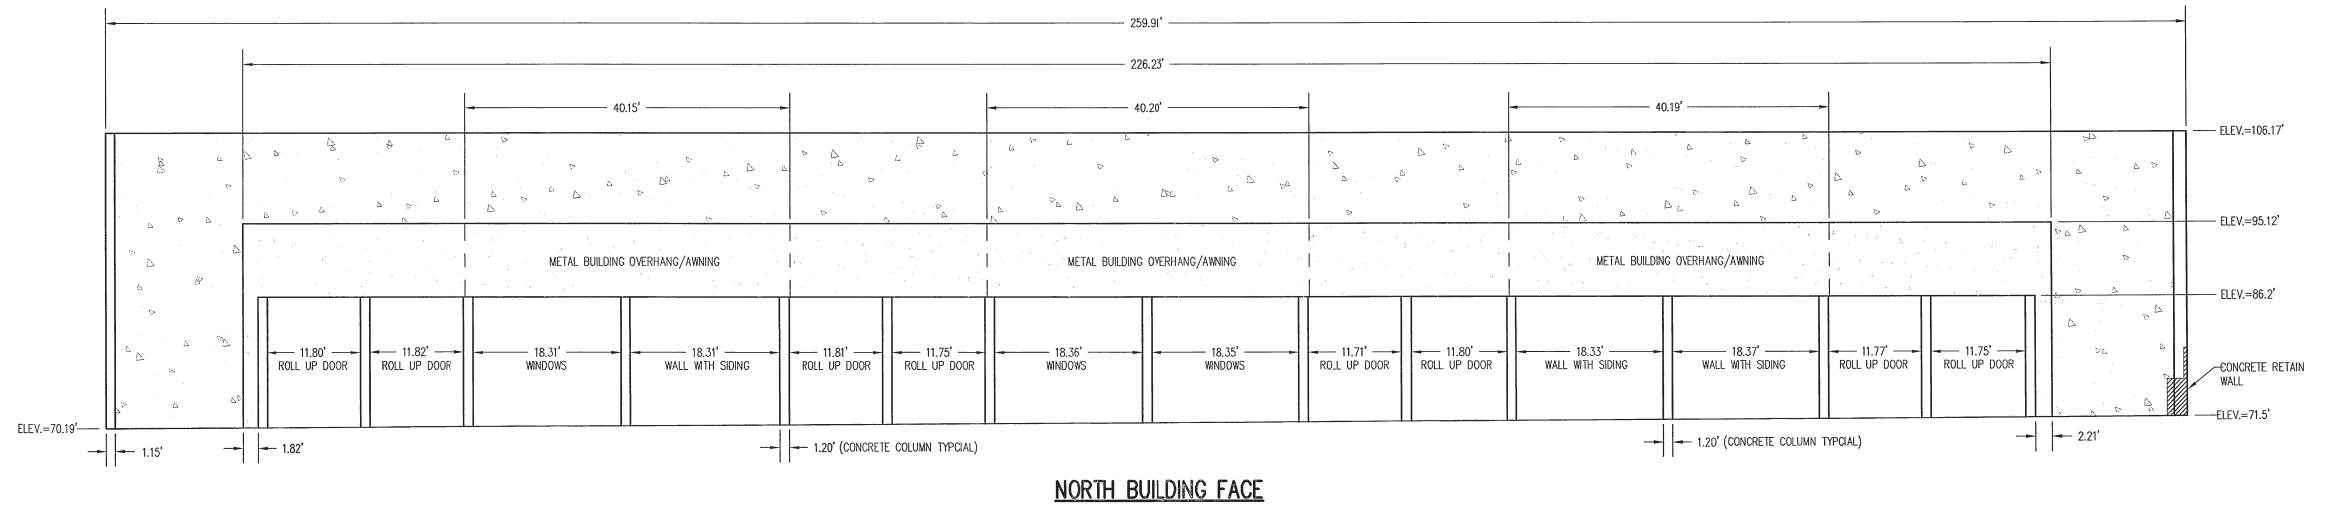 259.91'
226.23'
40.15'
40.20'
40.19'
ELEV.=106.17'
ELEV.=95.12'
METAL BUILDING OVERHANG/AWNING
METAL BUILDING OVERHANG/AWNING
METAL BUILDING OVERHANG/AWNING
ELEV.=86.2'
11.80'
ROLL UP DOOR
11.82'
ROLL UP DOOR
18.31'
WINDOWS
18.31'
WALL WITH SIDING
11.81'
ROLL UP DOOR
11.75'
ROLL UP DOOR
18.36'
WINDOWS
18.35'
WINDOWS
11.71'
ROLL UP DOOR
11.80'
ROLL UP DOOR
18.33'
WALL WITH SIDING
18.37'
WALL WITH SIDING
11.77'
ROLL UP DOOR
11.75'
ROLL UP DOOR
CONCRETE RETAIN
WALL
ELEV.=71.5'
ELEV.=70.19'
1.15'
1.82'
1.20' (CONCRETE COLUMN TYPCIAL)
1.20' (CONCRETE COLUMN TYPCIAL)
2.21'
NORTH BUILDING FACE